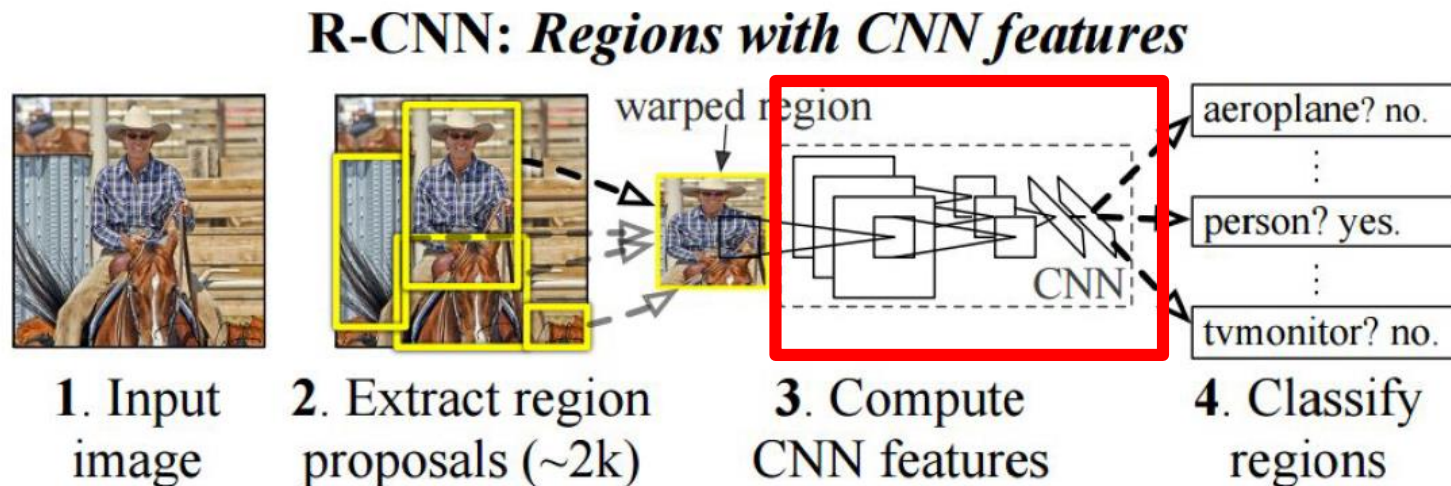 R-CNN: Regions with CNN features
warped region
aeroplane? no.
⋮
person? yes.
⋮
tvmonitor? no.
CNN
1. Input
image
2. Extract region
proposals (~2k)
3. Compute
CNN features
4. Classify
regions